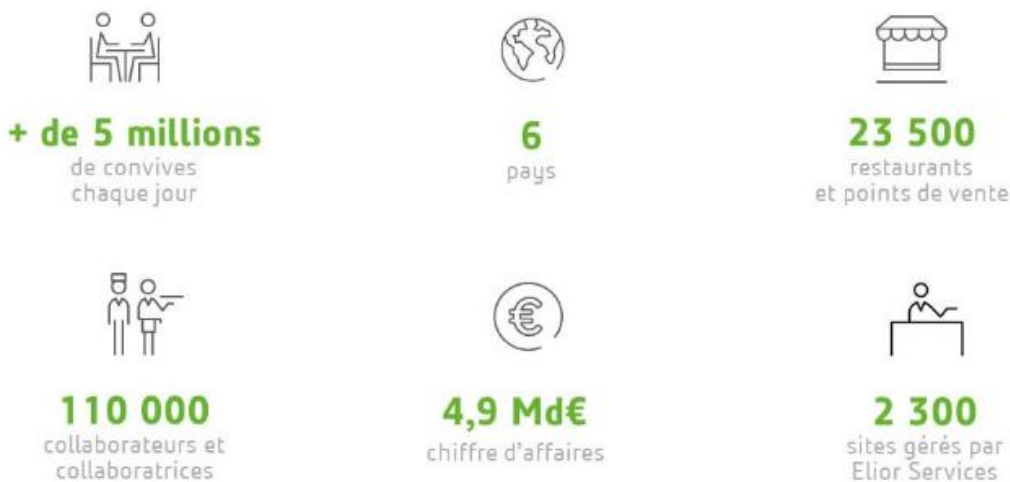 + de 5 millions
de convives
chaque jour
6
pays
23 500
restaurants
et points de vente
110 000
collaborateurs et
collaboratrices
4,9 Md€
chiffre d'affaires
2 300
sites gérés par
Elior Services